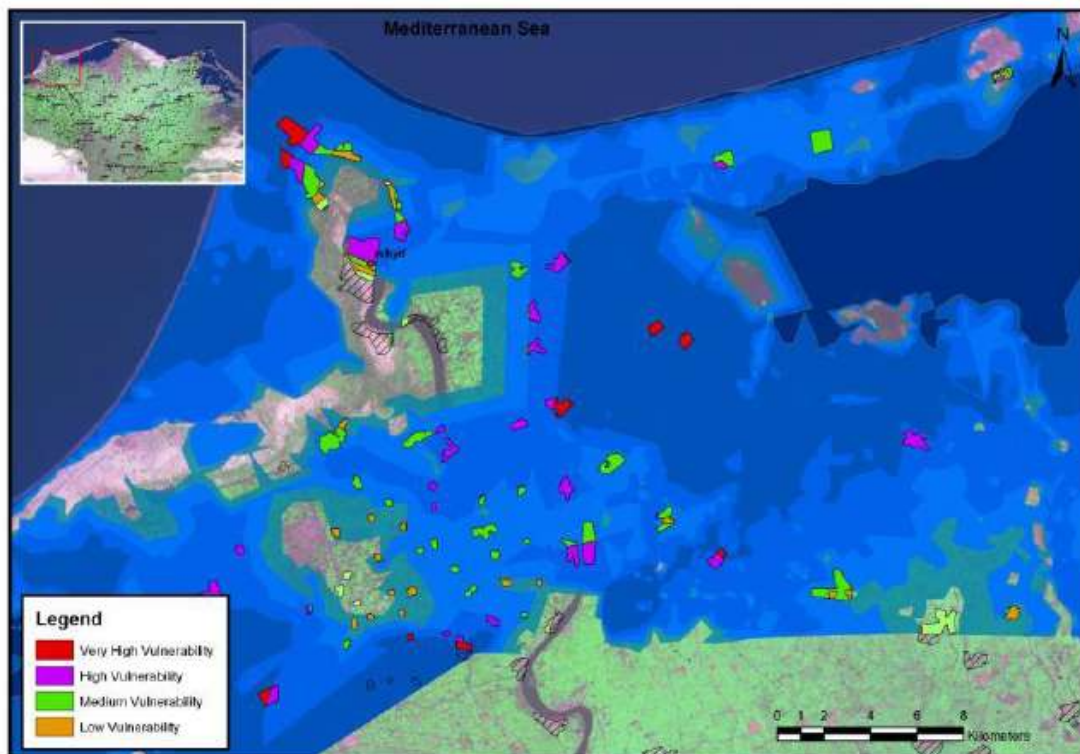 Mediterranean Sea
N
Legend
Very High Vulnerability
High Vulnerability
Medium Vulnerability
Low Vulnerability
0 1 2 4 6 8
Kilometers